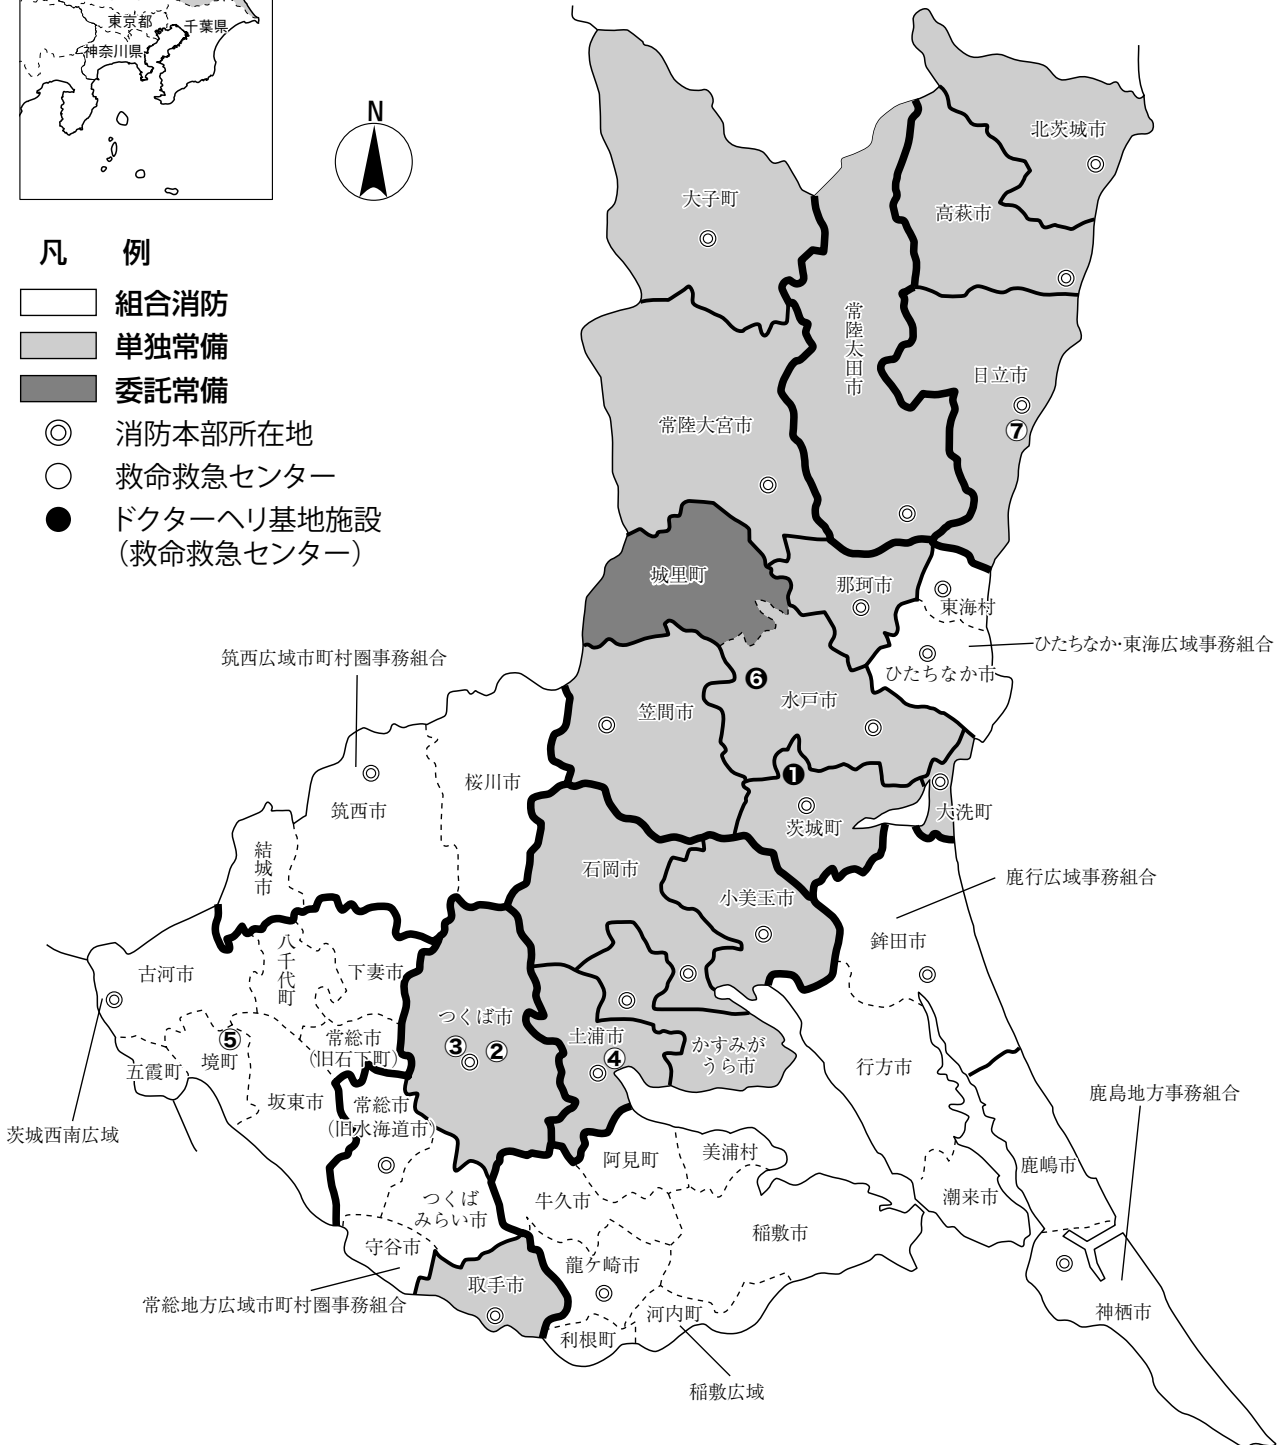 東京都
千葉県
神奈川県
N
凡 例
組合消防
単独常備
委託常備
消防本部所在地
救命救急センター
ドクターヘリ基地施設
(救命救急センター)
北茨城市
大子町
高萩市
常陸太田市
日立市
⑦
常陸大宮市
城里町
那珂市
東海村
ひたちなか・東海広域事務組合
ひたちなか市
筑西広域市町村圏事務組合
❻
水戸市
笠間市
桜川市
❶
筑西市
茨城町
大洗町
結城市
石岡市
小美玉市
鹿行広域事務組合
鉾田市
八千代町
下妻市
古河市
つくば市
③
②
土浦市
④
かすみが
うら市
⑤
境町
常総市
(旧石下町)
五霞町
行方市
坂東市
常総市
(旧水海道市)
鹿島地方事務組合
茨城西南広域
阿見町
美浦村
鹿嶋市
牛久市
つくば
みらい市
潮来市
稲敷市
守谷市
龍ケ崎市
取手市
常総地方広域市町村圏事務組合
河内町
神栖市
利根町
稲敷広域